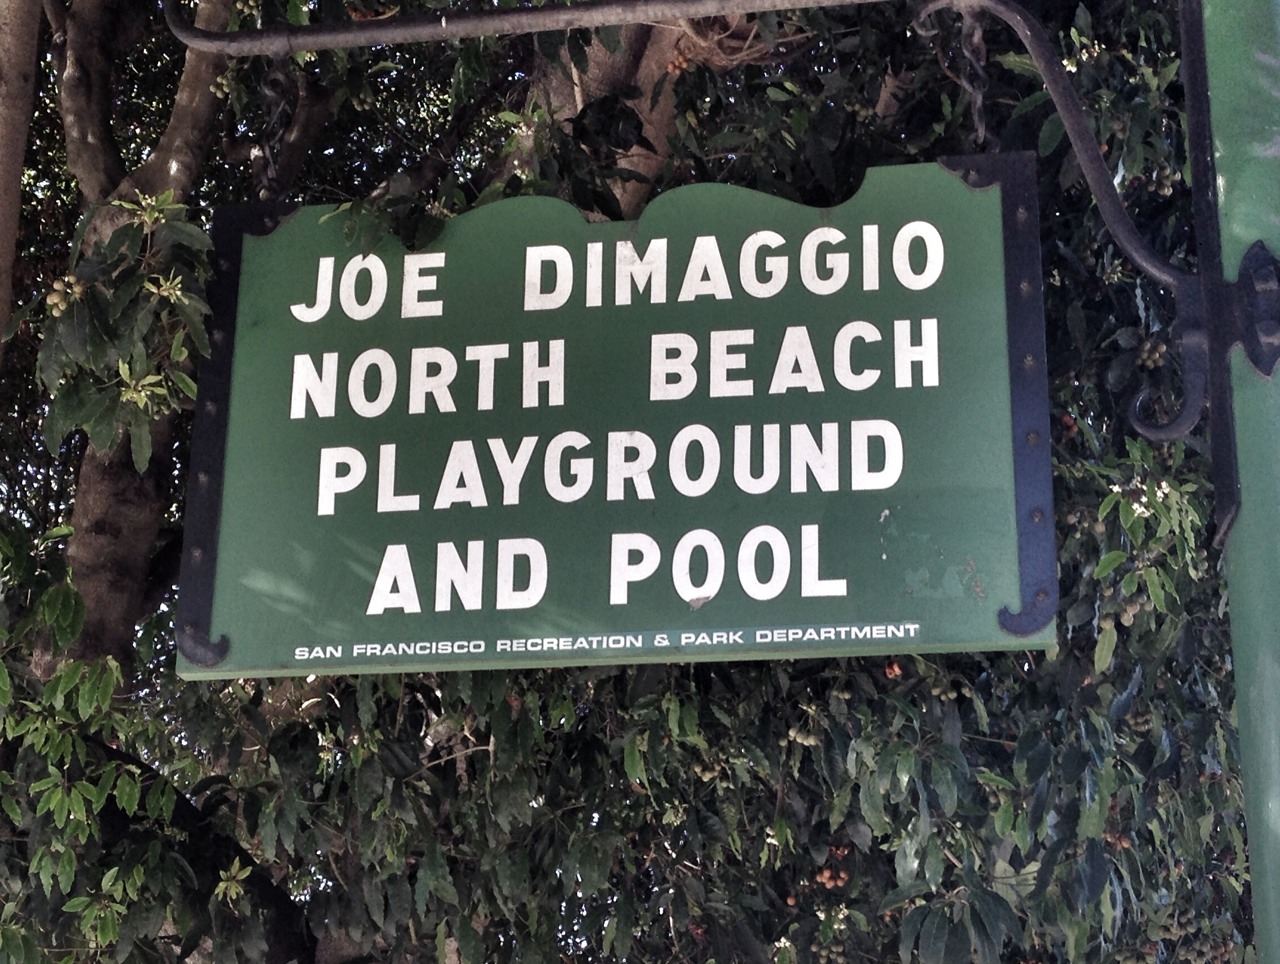 JOE DIMAGGIO
NORTH BEACH
PLAYGROUND
AND POOL
SAN FRANCISCO RECREATION & PARK DEPARTMENT